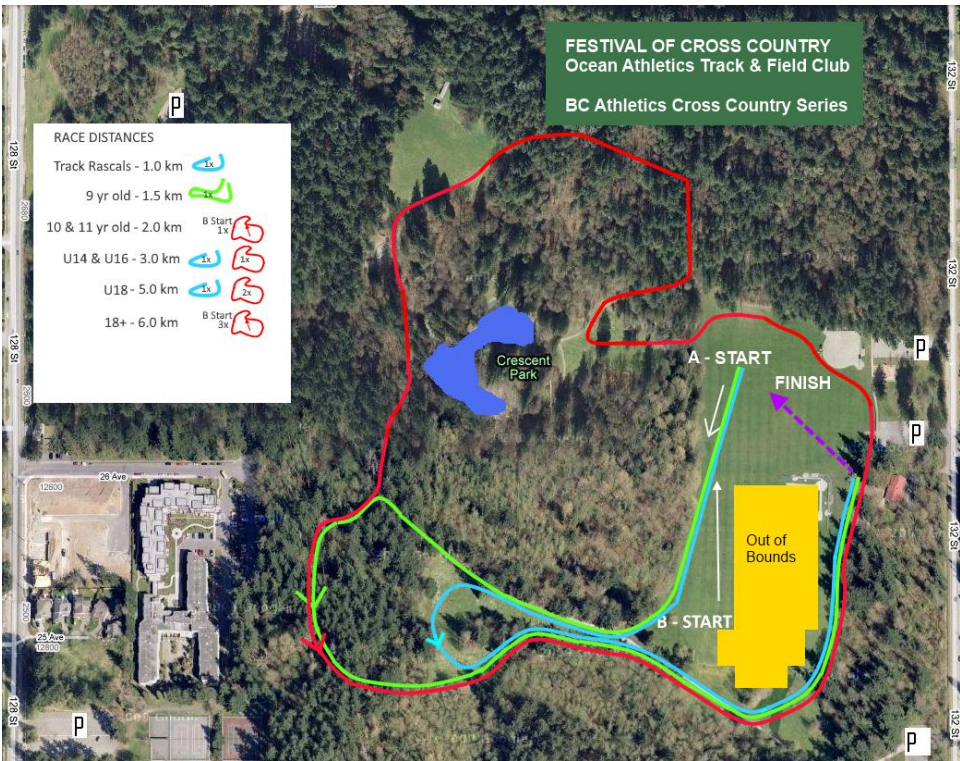 FESTIVAL OF CROSS COUNTRY
Ocean Athletics Track & Field Club
BC Athletics Cross Country Series
P
RACE DISTANCES
Track Rascals - 1.0 km 1x
9 yr old - 1.5 km 1x
10 & 11 yr old - 2.0 km B Start 1x
U14 & U16 - 3.0 km 1x 1x
U18 - 5.0 km 1x 2x
18+ - 6.0 km B Start 3x
128 St
132 St
132 St
128 St
Crescent
Park
A - START
P
FINISH
P
26 Ave
12800
Out of
Bounds
132 St
B - START
25 Ave
12800
128 St
P
P
132 St